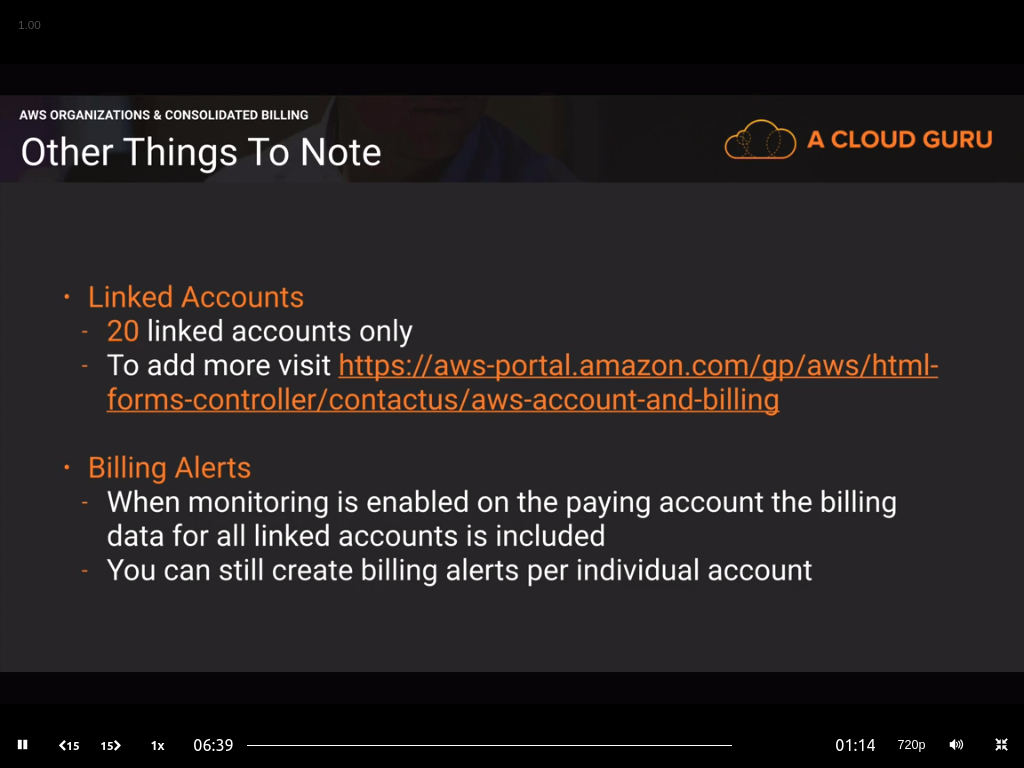 1.00
AWS ORGANIZATIONS & CONSOLIDATED BILLING
Other Things To Note
A CLOUD GURU
• Linked Accounts
- 20 linked accounts only
- To add more visit https://aws-portal.amazon.com/gp/aws/html-
forms-controller/contactus/aws-account-and-billing
• Billing Alerts
- When monitoring is enabled on the paying account the billing
data for all linked accounts is included
- You can still create billing alerts per individual account
15 15 1x 06:39 01:14 720p